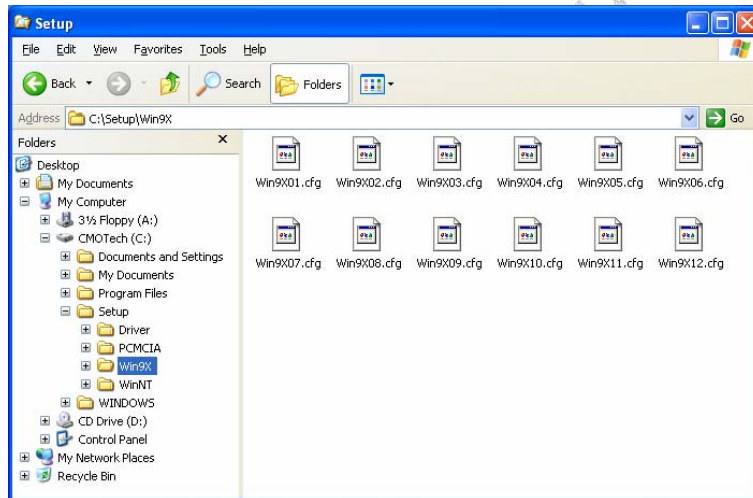 Setup
File Edit View Favorites Tools Help
Back Search Folders
Address C:\Setup\Win9X Go
Folders X
Desktop
My Documents
My Computer
3½ Floppy (A:)
CMOTech (C:)
Documents and Settings
My Documents
Program Files
Setup
Driver
PCMCIA
Win9X
WinNT
WINDOWS
CD Drive (D:)
Control Panel
My Network Places
Recycle Bin
Win9X01.cfg Win9X02.cfg Win9X03.cfg Win9X04.cfg Win9X05.cfg Win9X06.cfg
Win9X07.cfg Win9X08.cfg Win9X09.cfg Win9X10.cfg Win9X11.cfg Win9X12.cfg